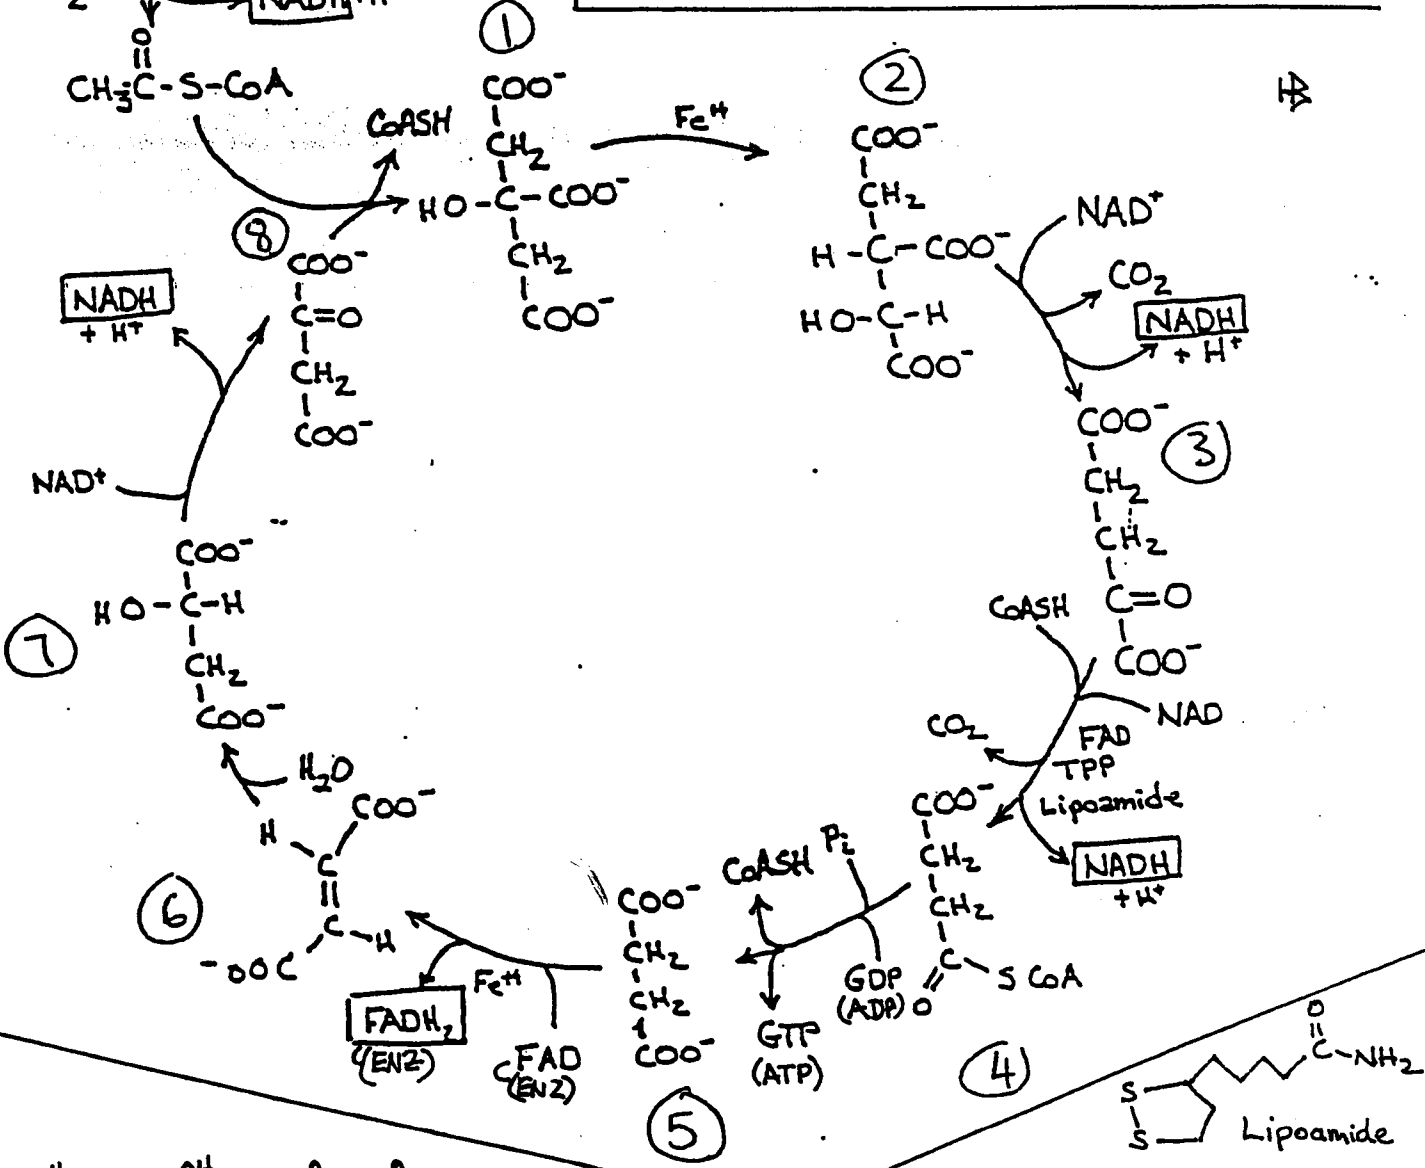 NADH
O
||
CH3-C-S-CoA
CoASH
1
COO-
CH2
HO-C-COO-
CH2
COO-
Fe++
2
COO-
CH2
H-C-COO-
HO-C-H
COO-
NAD+
CO2
NADH
+ H+
3
COO-
CH2
CH2
C=O
COO-
CoASH
NAD
CO2
FAD
TPP
Lipoamide
NADH
+H+
4
COO-
CH2
CH2
C
O
S CoA
Pi
CoASH
GDP
(ADP)
GTP
(ATP)
5
COO-
CH2
CH2
COO-
FAD
(ENZ)
Fe++
FADH2
(ENZ)
6
COO-
H
C
||
C-H
-OOC
H2O
7
COO-
HO-C-H
CH2
COO-
NAD+
NADH
+ H+
8
COO-
C=O
CH2
COO-
O
||
C-NH2
S
S
Lipoamide